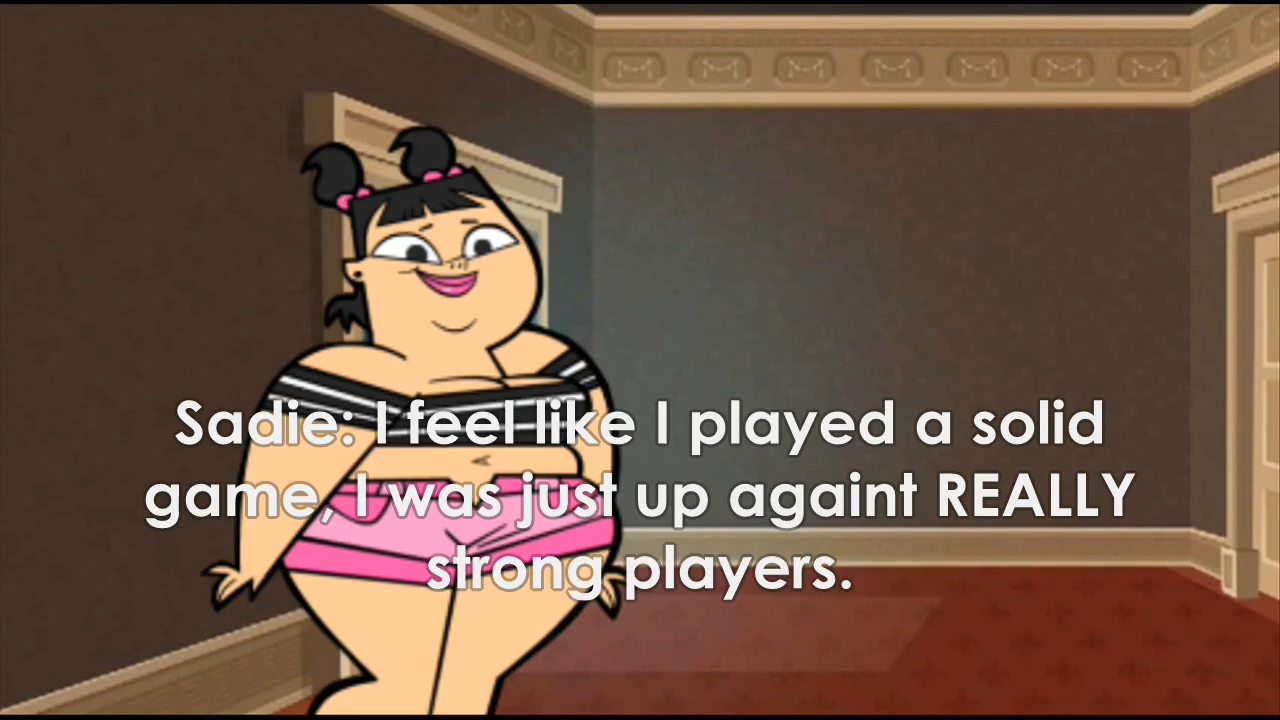 Sadie: I feel like I played a solid
game, I was just up againt REALLY
strong players.